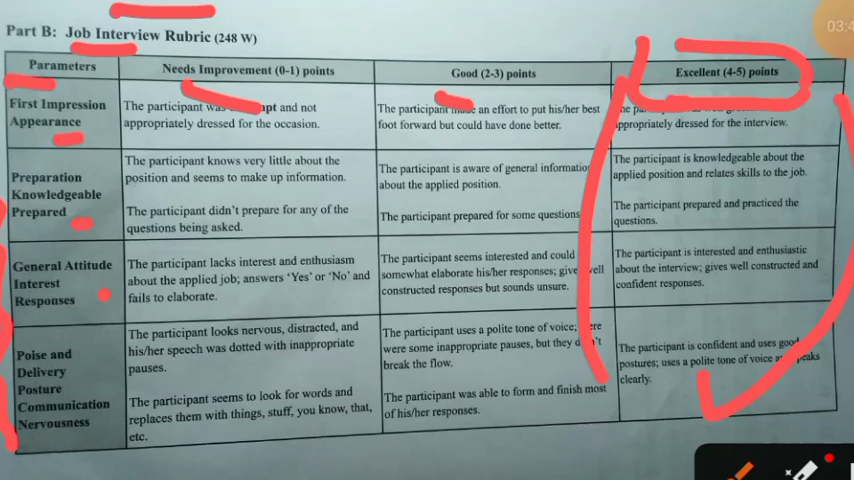 03:4
Part B: Job Interview Rubric (248 W)
Parameters
Needs Improvement (0-1) points
Good (2-3) points
Excellent (4-5) points
First Impression
Appearance
The participant was and not
appropriately dressed for the occasion.
The participant an effort to put his/her best
foot forward but could have done better.
appropriately dressed for the interview.
Preparation
Knowledgeable
Prepared
The participant knows very little about the
position and seems to make up information.
The participant didn't prepare for any of the
questions being asked.
The participant is aware of general information
about the applied position.
The participant prepared for some questions
The participant is knowledgeable about the
applied position and relates skills to the job.
The participant prepared and practiced the
questions.
General Attitude
Interest
Responses
The participant lacks interest and enthusiasm
about the applied job; answers 'Yes' or 'No' and
fails to elaborate.
The participant seems interested and could
somewhat elaborate his/her responses; give well
constructed responses but sounds unsure.
The participant is interested and enthusiastic
about the interview; gives well constructed and
confident responses.
Poise and
Delivery
Posture
Communication
Nervousness
The participant looks nervous, distracted, and
his/her speech was dotted with inappropriate
pauses.
The participant seems to look for words and
replaces them with things, stuff, you know, that,
etc.
The participant uses a polite tone of voice; there
were some inappropriate pauses, but they didn't
break the flow.
The participant was able to form and finish most
of his/her responses.
The participant is confident and uses good
postures; uses a polite tone of voice and speaks
clearly.